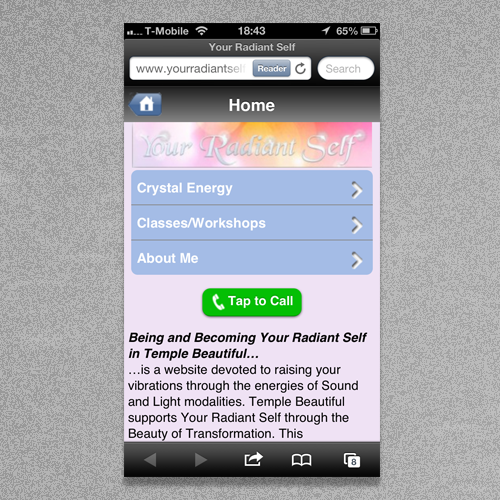 T-Mobile 18:43 65%
Your Radiant Self
www.yourradiantsel Reader Search
Home
Your Radiant Self
Crystal Energy
Classes/Workshops
About Me
Tap to Call
Being and Becoming Your Radiant Self
in Temple Beautiful...
...is a website devoted to raising your
vibrations through the energies of Sound
and Light modalities. Temple Beautiful
supports Your Radiant Self through the
Beauty of Transformation. This
8